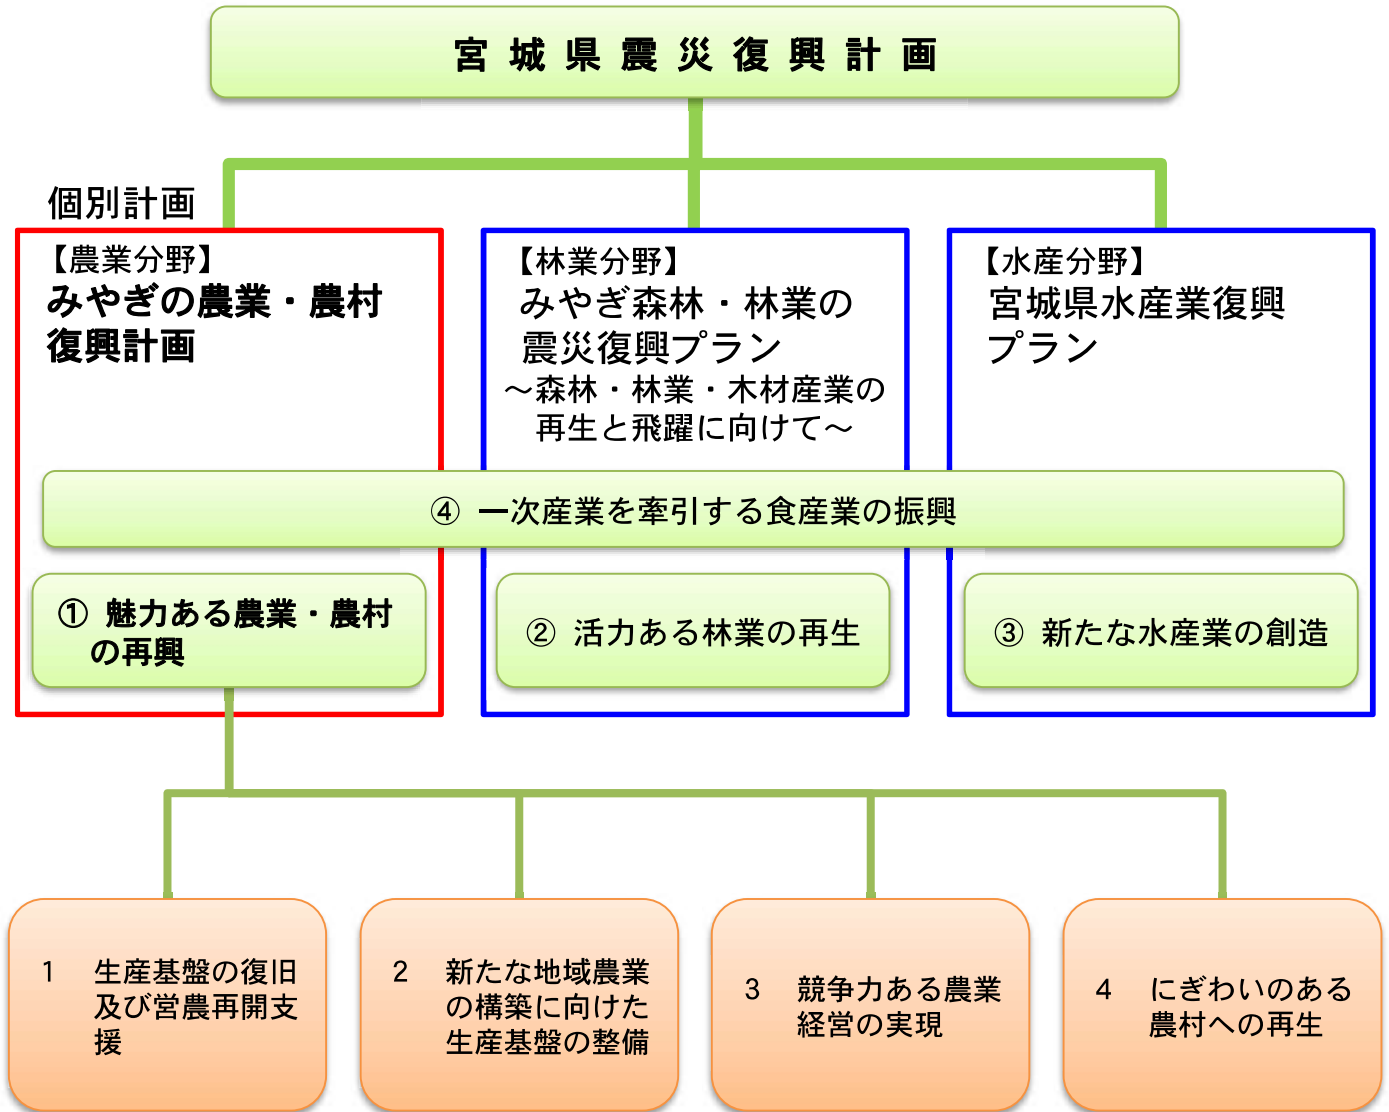 宮城県震災復興計画
個別計画
【農業分野】
みやぎの農業・農村
復興計画
【林業分野】
みやぎ森林・林業の
震災復興プラン
～森林・林業・木材産業の
再生と飛躍に向けて～
【水産分野】
宮城県水産業復興
プラン
④ 一次産業を牽引する食産業の振興
① 魅力ある農業・農村
の再興
② 活力ある林業の再生
③ 新たな水産業の創造
1 生産基盤の復旧
及び営農再開支
援
2 新たな地域農業
の構築に向けた
生産基盤の整備
3 競争力ある農業
経営の実現
4 にぎわいのある
農村への再生